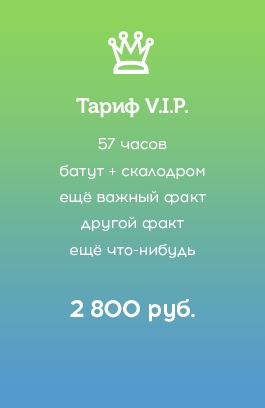 Тариф V.I.P.
57 часов
батут + скалодром
ещё важный факт
другой факт
ещё что-нибудь
2 800 руб.